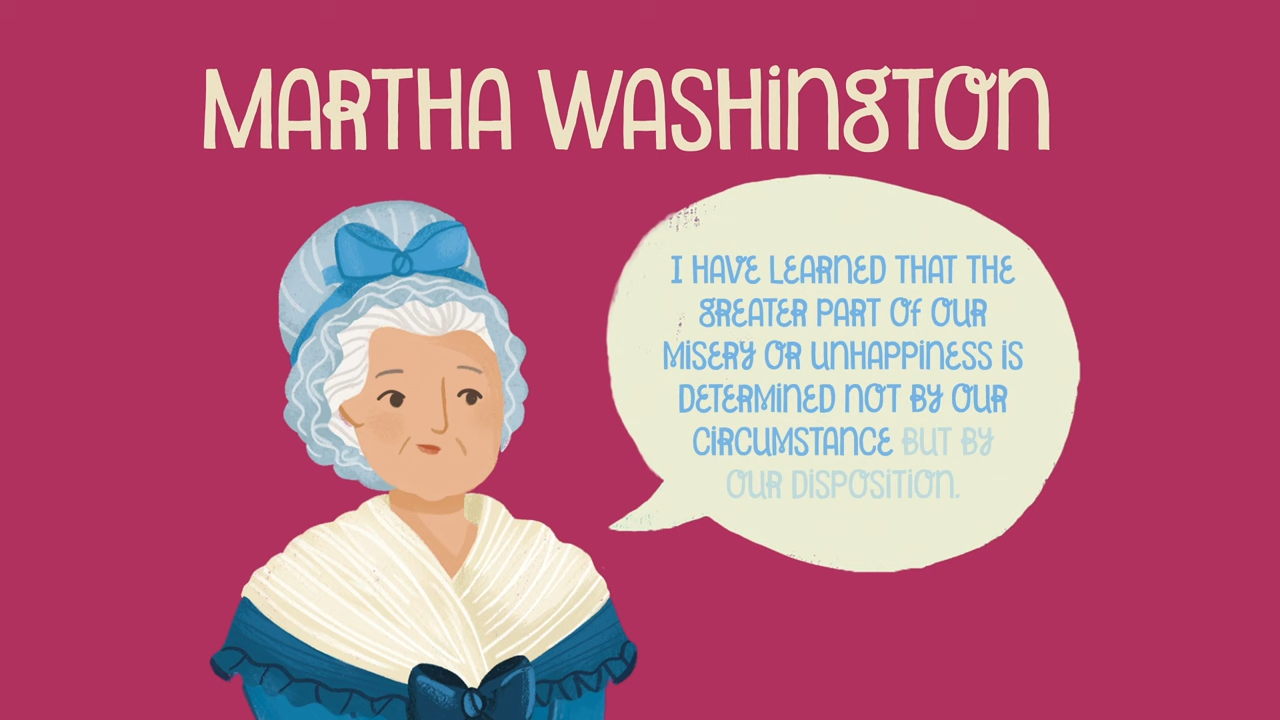 MARTHA WASHINGTON
I HAVE LEARNED THAT THE
GREATER PART OF OUR
MISERY OR UNHAPPINESS IS
DETERMINED NOT BY OUR
CIRCUMSTANCE BUT BY
OUR DISPOSITION.